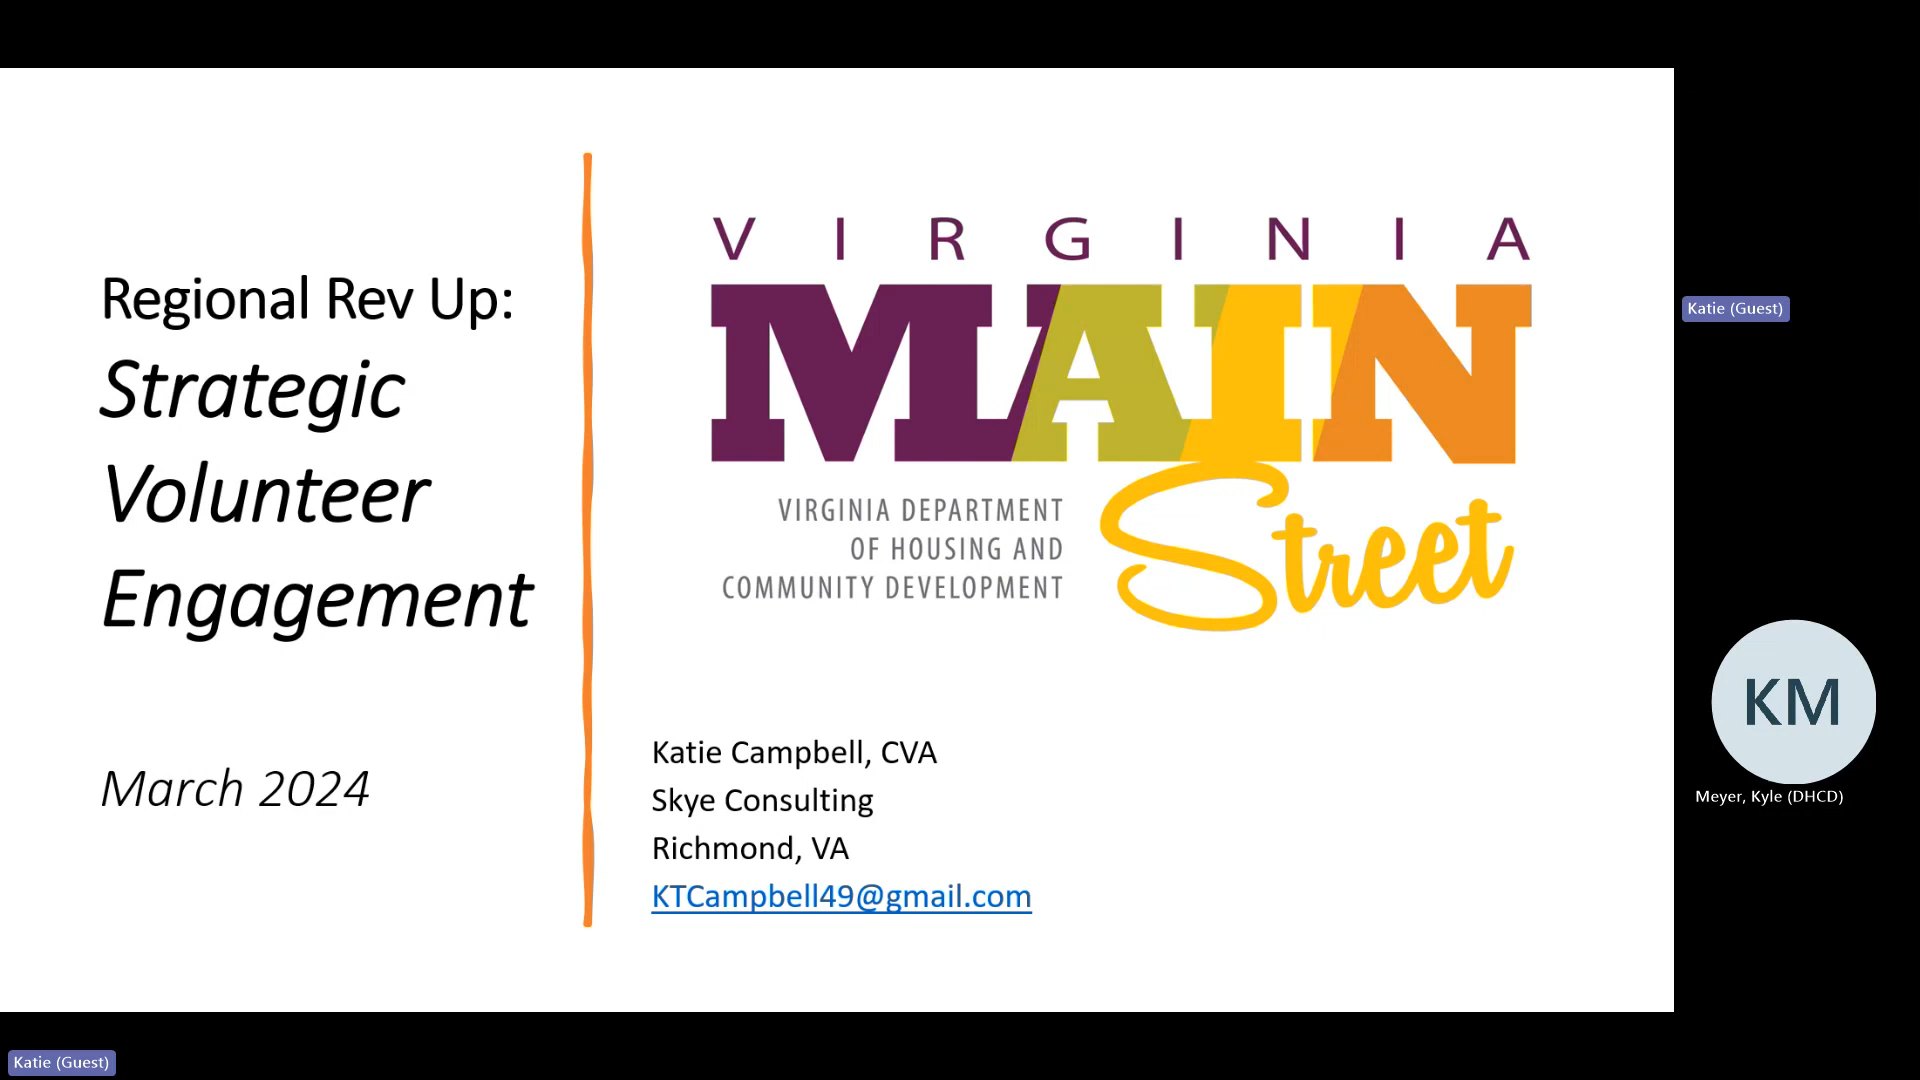 Regional Rev Up:
Strategic
Volunteer
Engagement
March 2024
VIRGINIA
MAIN
Street
VIRGINIA DEPARTMENT
OF HOUSING AND
COMMUNITY DEVELOPMENT
Katie Campbell, CVA
Skye Consulting
Richmond, VA
KTCampbell49@gmail.com
Katie (Guest)
KM
Meyer, Kyle (DHCD)
Katie (Guest)